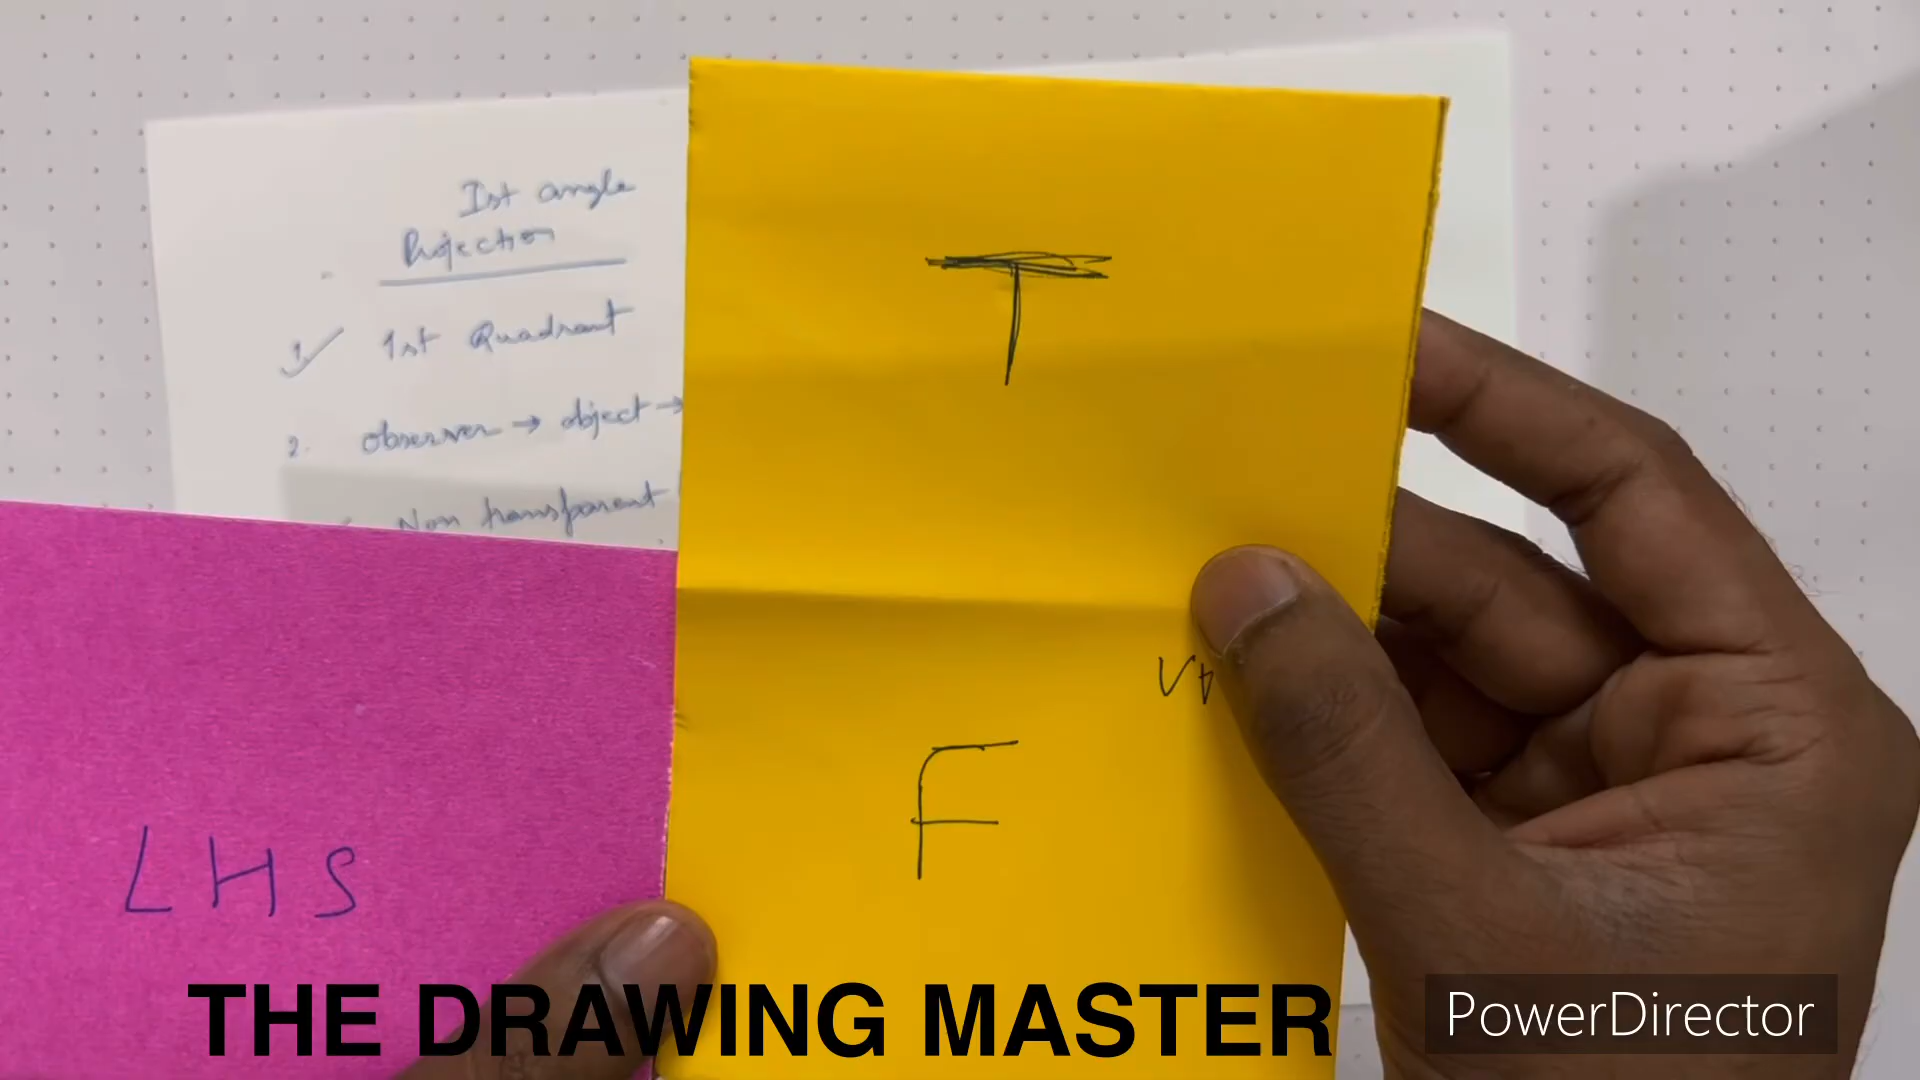 Ist angle
Projection
1. 1st Quadrant
2. observer → object →
Non transparent
T
F
LHS
THE DRAWING MASTER
PowerDirector